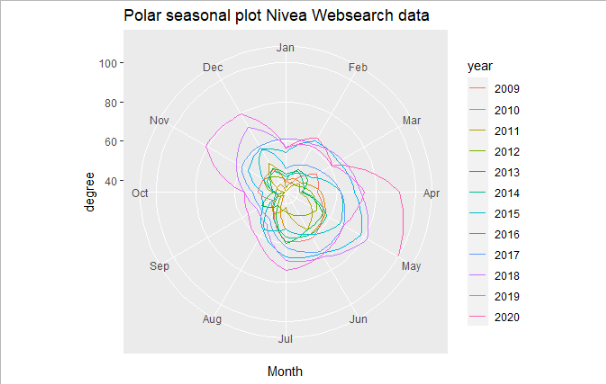 Polar seasonal plot Nivea Websearch data
100
80
60
40
degree
Jan
Feb
Mar
Apr
May
Jun
Jul
Aug
Sep
Oct
Nov
Dec
Month
year
2009
2010
2011
2012
2013
2014
2015
2016
2017
2018
2019
2020